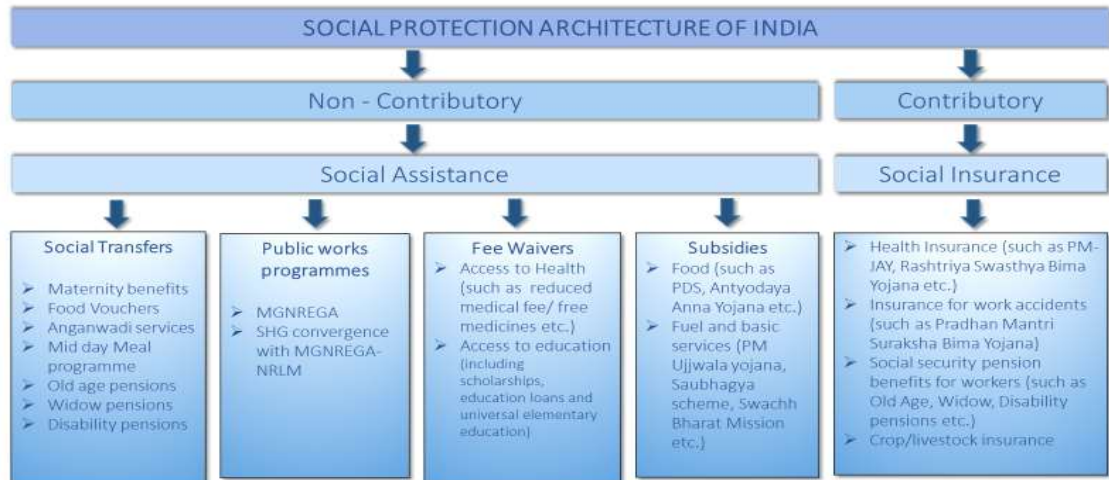 SOCIAL PROTECTION ARCHITECTURE OF INDIA
Non - Contributory
Contributory
Social Assistance
Social Insurance
Social Transfers
Maternity benefits
Food Vouchers
Anganwadi services
Mid day Meal
programme
Old age pensions
Widow pensions
Disability pensions
Public works
programmes
MGNREGA
SHG convergence
with MGNREGA-
NRLM
Fee Waivers
Access to Health
(such as reduced
medical fee/ free
medicines etc.)
Access to education
(including
scholarships,
education loans and
universal elementary
education)
Subsidies
Food (such as
PDS, Antyodaya
Anna Yojana etc.)
Fuel and basic
services (PM
Ujjwala yojana,
Saubhagya
scheme, Swachh
Bharat Mission
etc.)
Health Insurance (such as PM-
JAY, Rashtriya Swasthya Bima
Yojana etc.)
Insurance for work accidents
(such as Pradhan Mantri
Suraksha Bima Yojana)
Social security pension
benefits for workers (such as
Old Age, Widow, Disability
pensions etc.)
Crop/livestock insurance